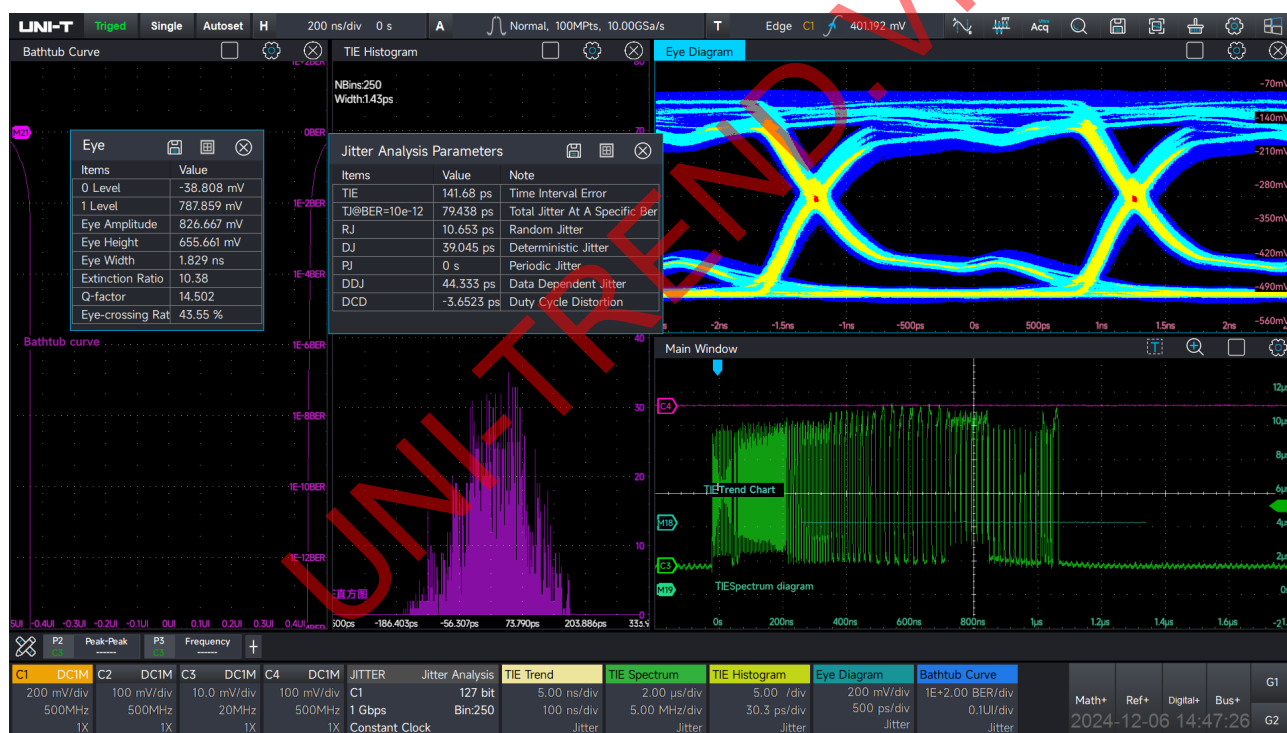 UNI-T Triged Single Autoset H 200 ns/div 0 s A Normal, 100MPts, 10.00GSa/s T Edge C1 401.192 mV Acq
Bathtub Curve
1E+2BER
M21
0BER
1E-2BER
1E-4BER
1E-6BER
1E-8BER
1E-10BER
1E-12BER
Bathtub curve
-0.4UI -0.3UI -0.2UI -0.1UI 0UI 0.1UI 0.2UI 0.3UI
Eye
Items Value
0 Level -38.808 mV
1 Level 787.859 mV
Eye Amplitude 826.667 mV
Eye Height 655.661 mV
Eye Width 1.829 ns
Extinction Ratio 10.38
Q-factor 14.502
Eye-crossing Rat 43.55 %
TIE Histogram
NBins:250
Width:1.43ps
80
70
40
30
20
10
0
直方图
-186.403ps -56.307ps 73.790ps 203.886ps
Jitter Analysis Parameters
Items Value Note
TIE 141.68 ps Time Interval Error
TJ@BER=10e-12 79.438 ps Total Jitter At A Specific Ber
RJ 10.653 ps Random Jitter
DJ 39.045 ps Deterministic Jitter
PJ 0 s Periodic Jitter
DDJ 44.333 ps Data Dependent Jitter
DCD -3.6523 ps Duty Cycle Distortion
Eye Diagram
-70mV
-140mV
-210mV
-280mV
-350mV
-420mV
-490mV
-560mV
-2ns -1.5ns -1ns -500ps 0s 500ps 1ns 1.5ns 2ns
Main Window
T
C4
TIETrend Chart
M18
C3
M19
TIESpectrum diagram
12μ
10μ
8μ
6μ
4μ
2μ
0s
0s 200ns 400ns 600ns 800ns 1μs 1.2μs 1.4μs 1.6μs
UNI-TREND
P2 Peak-Peak P3 Frequency +
C3 ------ C3 ------
C1 DC1M C2 DC1M C3 DC1M C4 DC1M JITTER Jitter Analysis TIE Trend TIE Spectrum TIE Histogram Eye Diagram Bathtub Curve
200 mV/div 100 mV/div 10.0 mV/div 100 mV/div C1 127 bit 5.00 ns/div 2.00 μs/div 5.00 /div 200 mV/div 1E+2.00 BER/div
500MHz 500MHz 20MHz 500MHz 1 Gbps Bin:250 100 ns/div 5.00 MHz/div 30.3 ps/div 500 ps/div 0.1UI/div
1X 1X 1X 1X Constant Clock Jitter Jitter Jitter Jitter Jitter
Math+ Ref+ Digital+ Bus+
G1
G2
2024-12-06 14:47:26